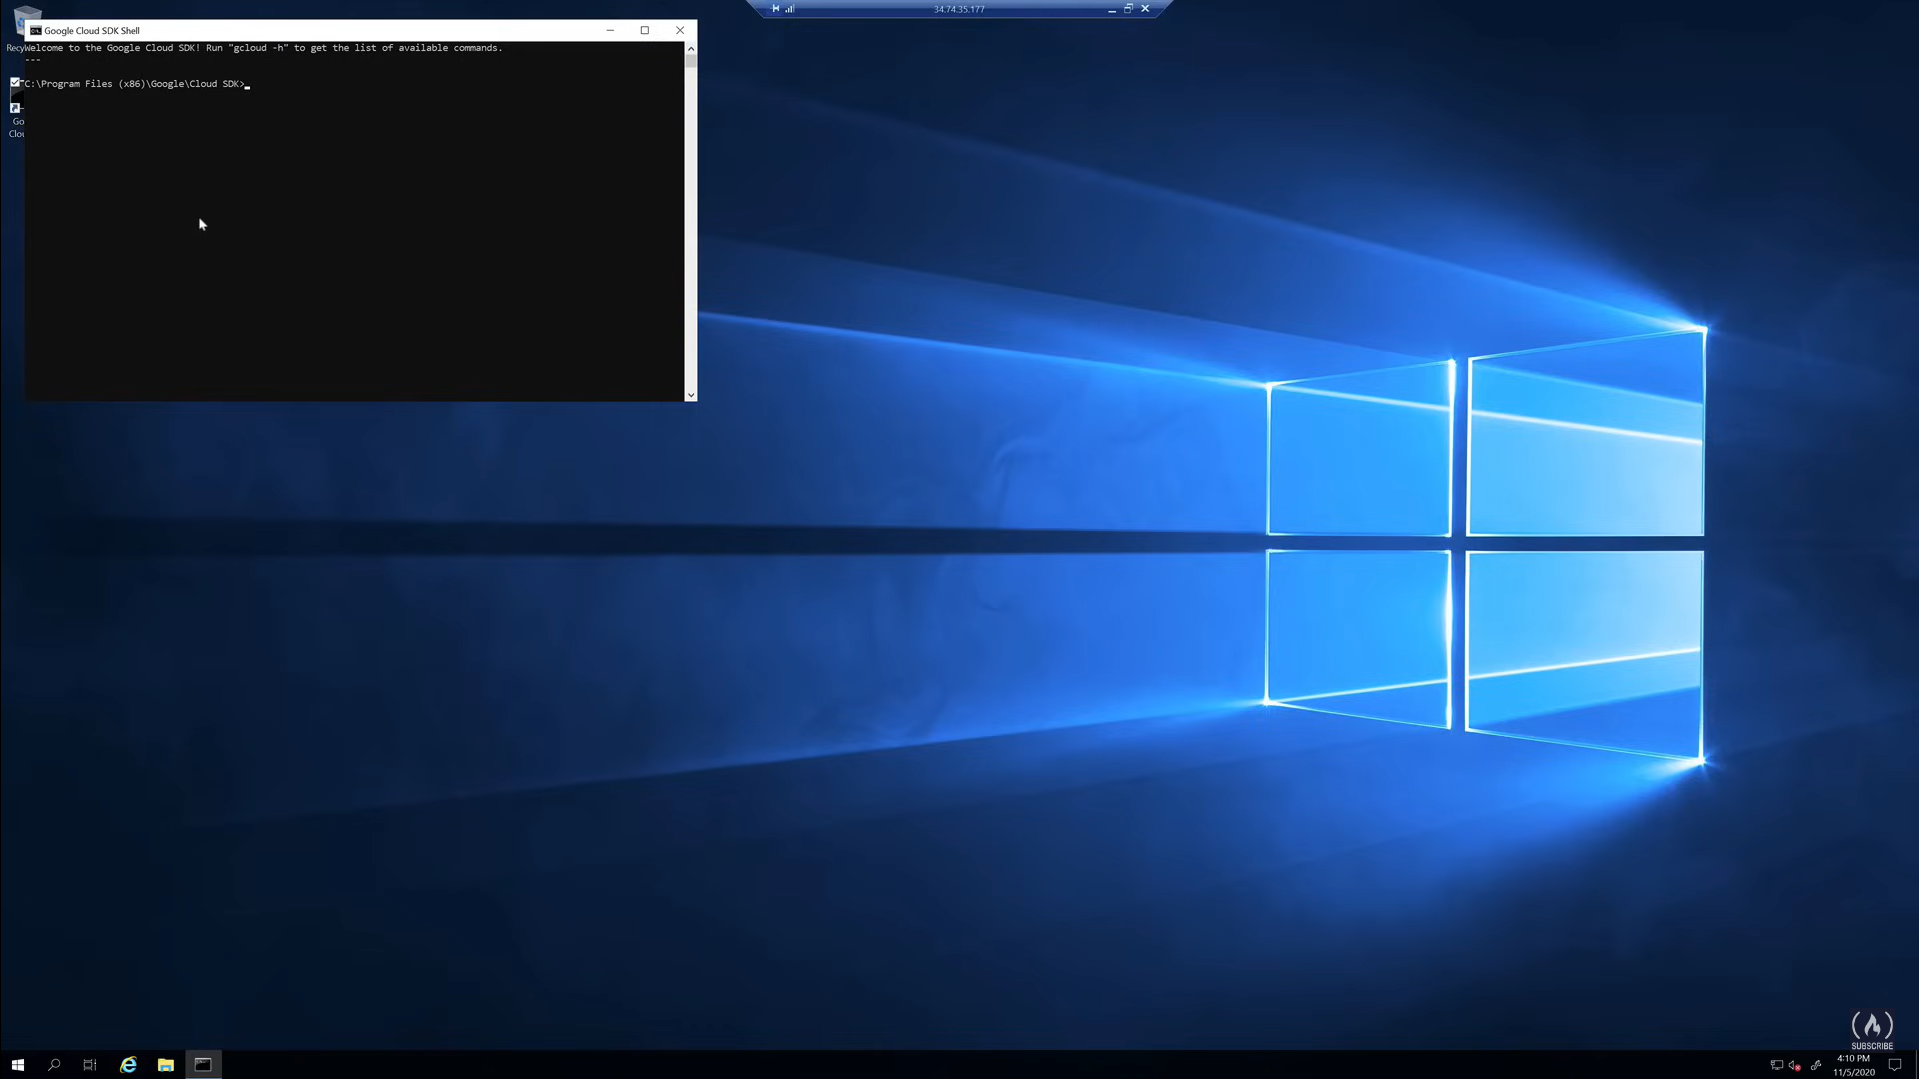 34.74.35.177
Google Cloud SDK Shell
Recy
Welcome to the Google Cloud SDK! Run "gcloud -h" to get the list of available commands.
---
C:\Program Files (x86)\Google\Cloud SDK>
Go
Clou
SUBSCRIBE
4:10 PM
11/5/2020